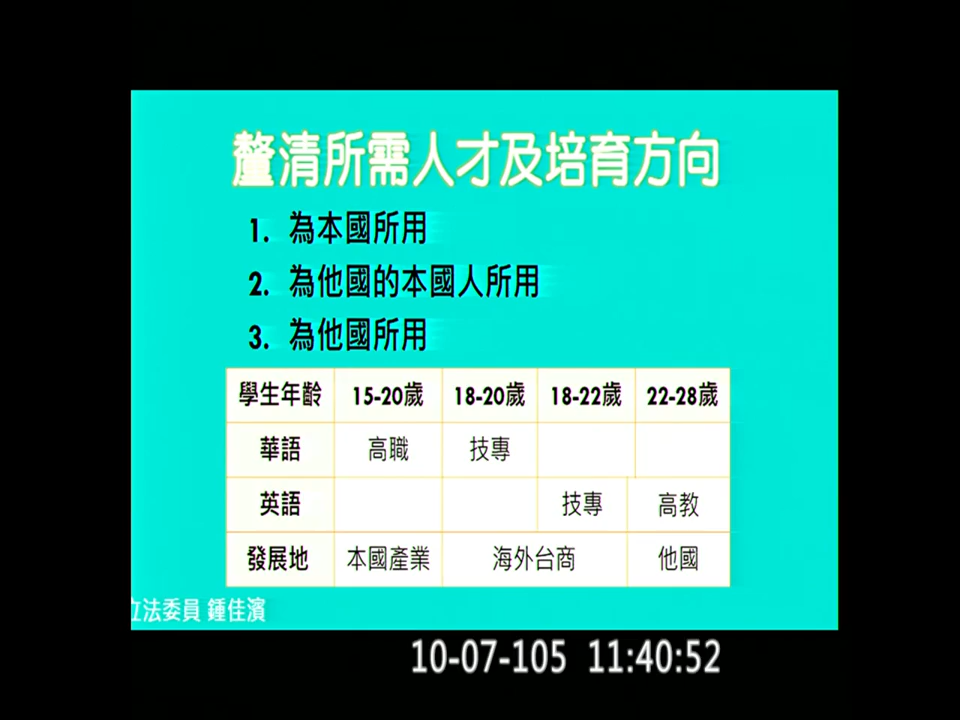 釐清所需人才及培育方向
1. 為本國所用
2. 為他國的本國人所用
3. 為他國所用
學生年齡 15-20歲 18-20歲 18-22歲 22-28歲
華語 高職 技專
英語 技專 高教
發展地 本國產業 海外台商 他國
立法委員 鍾佳濱
10-07-105 11:40:52